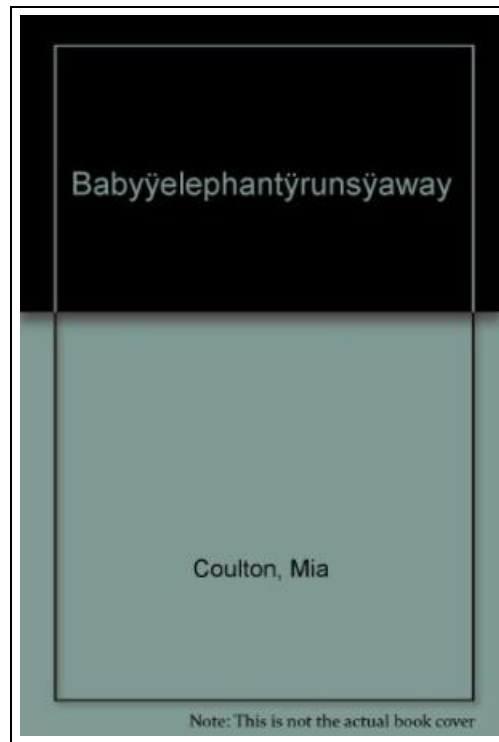 Babyÿelephantÿrunsÿaway
Coulton, Mia
Note: This is not the actual book cover